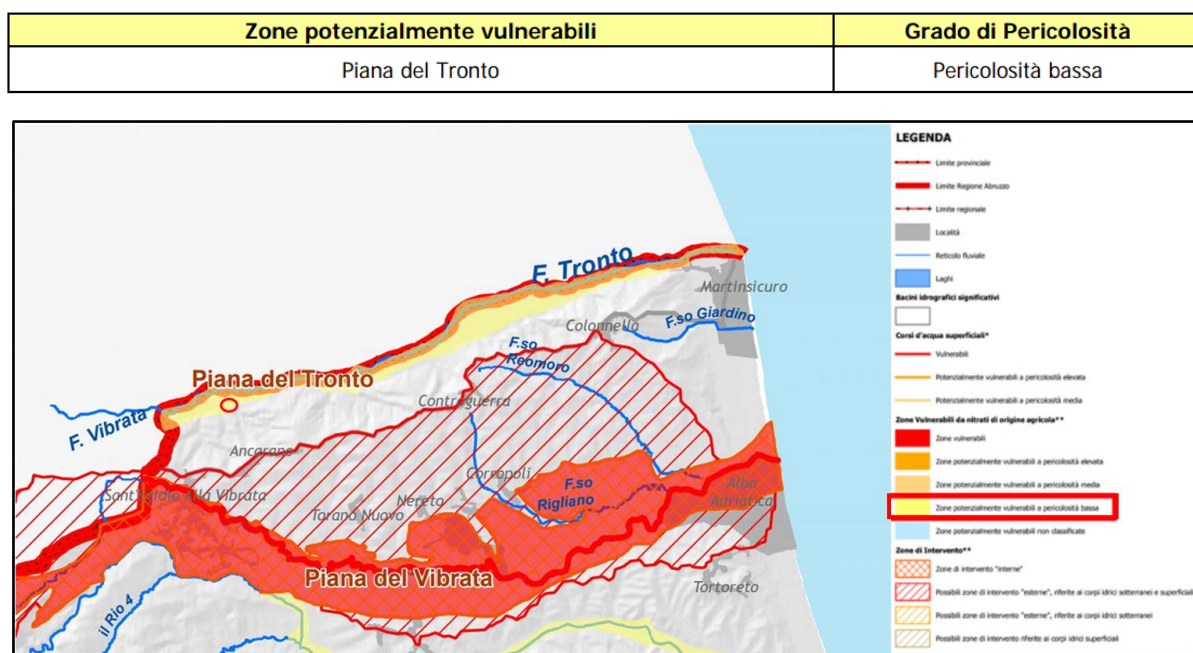 Zone potenzialmente vulnerabili
Grado di Pericolosità
Piana del Tronto
Pericolosità bassa
F. Tronto
Martinsicuro
F.so Giardino
Colonnella
F.so
Reomoro
Piana del Tronto
Controguerra
F. Vibrata
Ancarano
Corropoli
Sant'Egidio alla Vibrata
Nereto
F.so
Rigliano
Alba
Adriatica
Torano Nuovo
Piana del Vibrata
Tortoreto
il Rio 4
LEGENDA
Limite provinciale
Limite Regione Abruzzo
Limite regionale
Località
Reticolo fluviale
Laghi
Bacini idrografici significativi
Corsi d'acqua superficiali*
Vulnerabili
Potenzialmente vulnerabili a pericolosità elevata
Potenzialmente vulnerabili a pericolosità media
Zone Vulnerabili da nitrati di origine agricola**
Zone vulnerabili
Zone potenzialmente vulnerabili a pericolosità elevata
Zone potenzialmente vulnerabili a pericolosità media
Zone potenzialmente vulnerabili a pericolosità bassa
Zone potenzialmente vulnerabili non classificate
Zone di Intervento**
Zone di intervento "interne"
Possibili zone di intervento "esterne", riferite ai corpi idrici sotterranei e superficiali
Possibili zone di intervento "esterne", riferite ai corpi idrici sotterranei
Possibili zone di intervento riferite ai corpi idrici superficiali